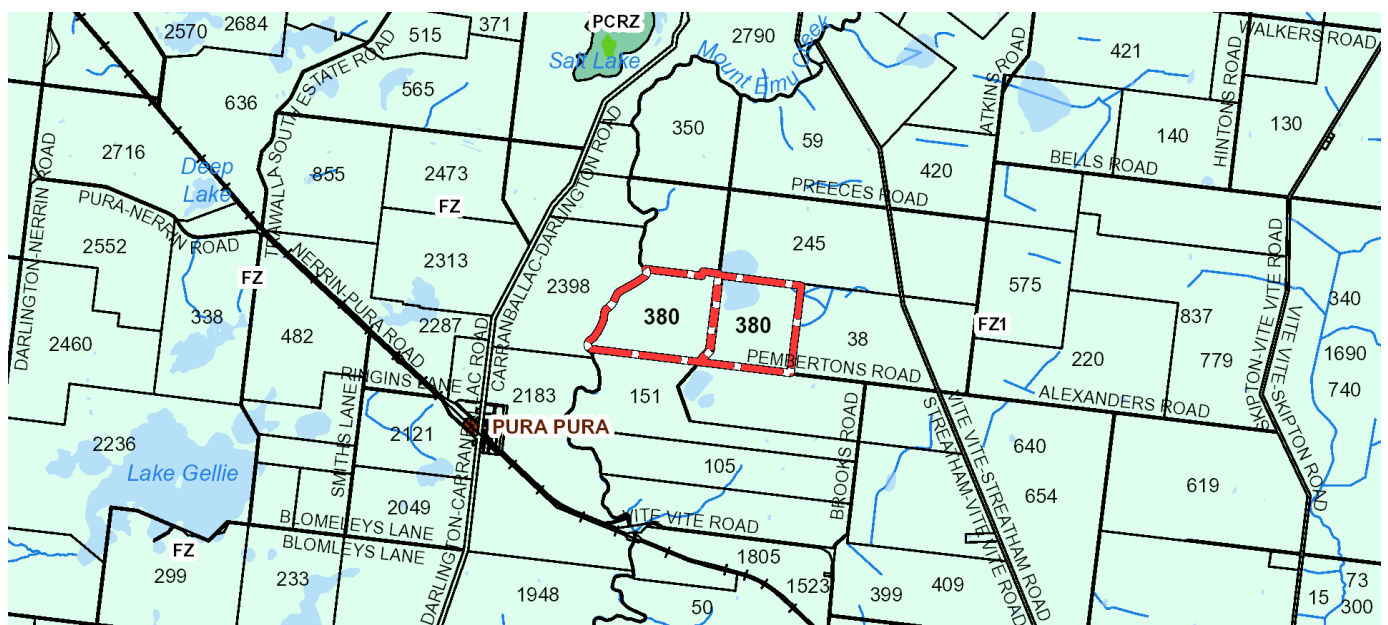 2570
2684
515
371
PCRZ
Salt Lake
2790
Mount Emu Creek
421
WALKERS ROAD
636
TRAWALLA SOUTH ESTATE ROAD
565
ATKINS ROAD
HINTONS ROAD
2716
Deep
Lake
855
2473
FZ
350
59
420
140
130
BELLS ROAD
PREECES ROAD
DARLINGTON-NERRIN ROAD
PURA-NERRIN ROAD
2552
FZ
NERRIN-PURA ROAD
2313
CARRANBALLAC-DARLINGTON ROAD
2398
245
575
837
340
SKIPTON-VITE VITE ROAD
VITE VITE-SKIPTON ROAD
338
482
2287
380
380
38
FZ1
2460
PEMBERTONS ROAD
220
779
1690
740
RINGINS LANE
2183
151
ALEXANDERS ROAD
SMITHS LANE
2121
PURA PURA
2236
Lake Gellie
DARLINGTON-CARRANBALLAC ROAD
105
BROOKS ROAD
STREATHAM-VITE VITE ROAD
VITE VITE-STREATHAM ROAD
640
654
619
2049
BLOMELEYS LANE
BLOMLEYS LANE
VITE VITE ROAD
FZ
299
233
1948
50
1805
1523
399
409
15
73
300